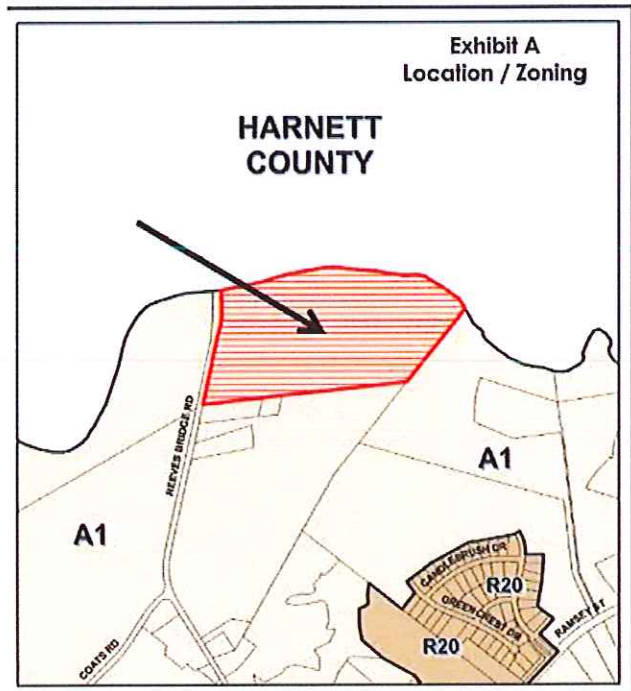 Exhibit A
Location / Zoning
HARNETT
COUNTY
REEVES BRIDGE RD
A1
A1
CANDLEBRUSH DR
R20
GREENCREST DR
RAMSEY ST
COATS RD
R20